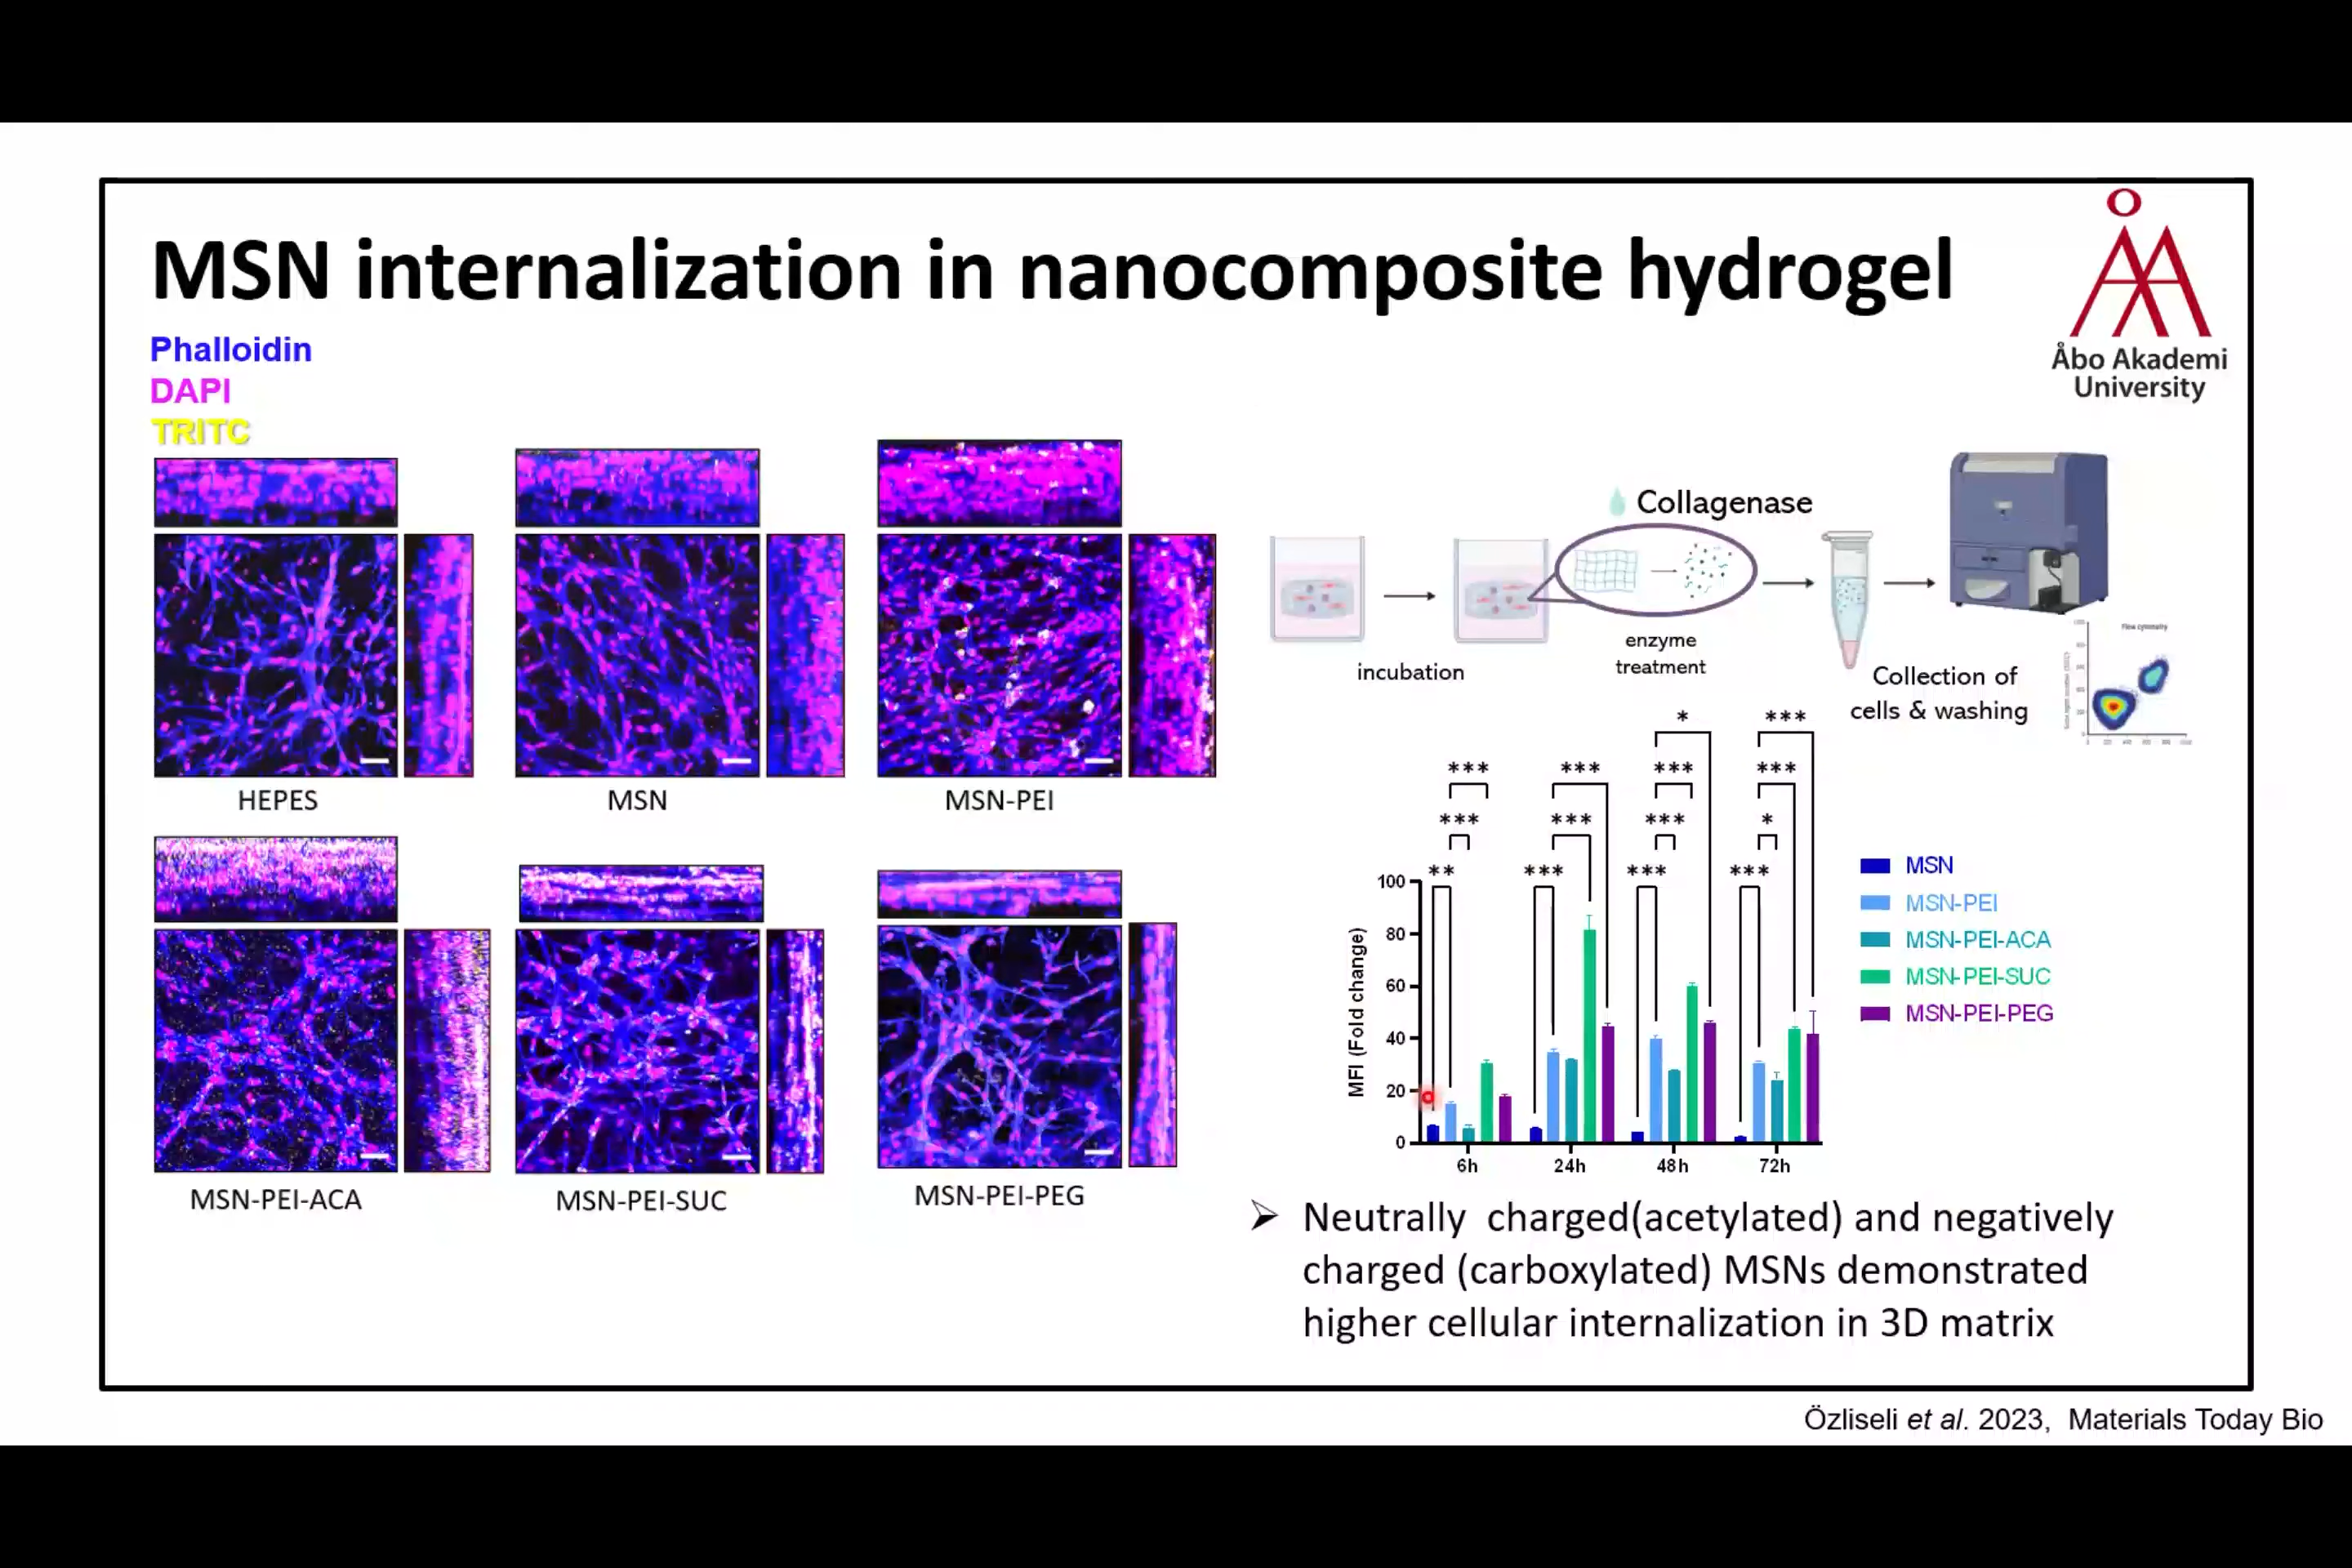 MSN internalization in nanocomposite hydrogel
Åbo Akademi
University
Phalloidin
DAPI
TRITC
HEPES
MSN
MSN-PEI
MSN-PEI-ACA
MSN-PEI-SUC
MSN-PEI-PEG
Collagenase
incubation
enzyme
treatment
Collection of
cells & washing
Flow cytometry
* ***
*** *** *** ***
*** *** *** *
** *** *** ***
MFI (Fold change)
100
80
60
40
20
0
6h 24h 48h 72h
MSN
MSN-PEI
MSN-PEI-ACA
MSN-PEI-SUC
MSN-PEI-PEG
➢ Neutrally charged(acetylated) and negatively
charged (carboxylated) MSNs demonstrated
higher cellular internalization in 3D matrix
Özliseli et al. 2023, Materials Today Bio